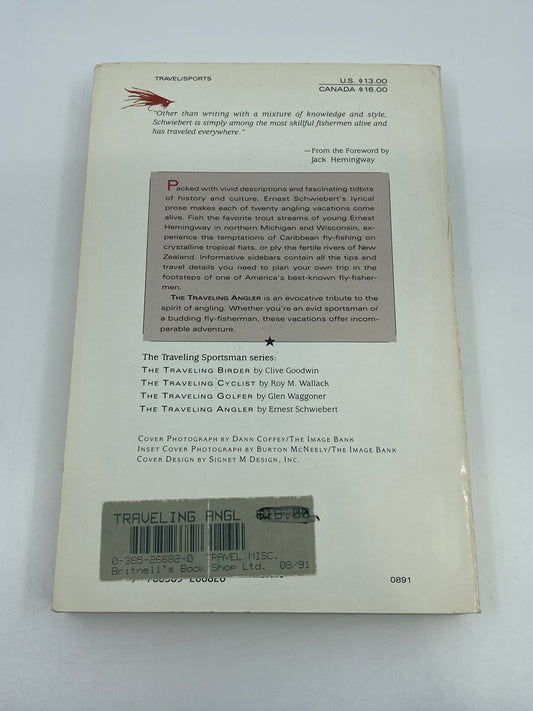 TRAVEL/SPORTS
U.S. $13.00
CANADA $16.00
"Other than writing with a mixture of knowledge and style,
Schwiebert is simply among the most skillful fishermen alive and
has traveled everywhere."
—From the Foreword by
Jack Hemingway
Packed with vivid descriptions and fascinating tidbits
of history and culture, Ernest Schwiebert's lyrical
prose makes each of twenty angling vacations come
alive. Fish the favorite trout streams of young Ernest
Hemingway in northern Michigan and Wisconsin, ex-
perience the temptations of Caribbean fly-fishing on
crystalline tropical flats, or ply the fertile rivers of New
Zealand. Informative sidebars contain all the tips and
travel details you need to plan your own trip in the
footsteps of one of America's best-known fly-fisher-
men.
THE TRAVELING ANGLER is an evocative tribute to the
spirit of angling. Whether you're an avid sportsman or
a budding fly-fisherman, these vacations offer incom-
parable adventure.
The Traveling Sportsman series:
THE TRAVELING BIRDER by Clive Goodwin
THE TRAVELING CYCLIST by Roy M. Wallack
THE TRAVELING GOLFER by Glen Waggoner
THE TRAVELING ANGLER by Ernest Schwiebert
COVER PHOTOGRAPH BY DANN COFFEY/THE IMAGE BANK
INSET COVER PHOTOGRAPH BY BURTON MCNEELY/THE IMAGE BANK
COVER DESIGN BY SIGNET M DESIGN, INC.
TRAVELING ANGL
0-385-26682-0 TRAVEL MISC.
Britnell's Book Shop Ltd. 08/91
0891